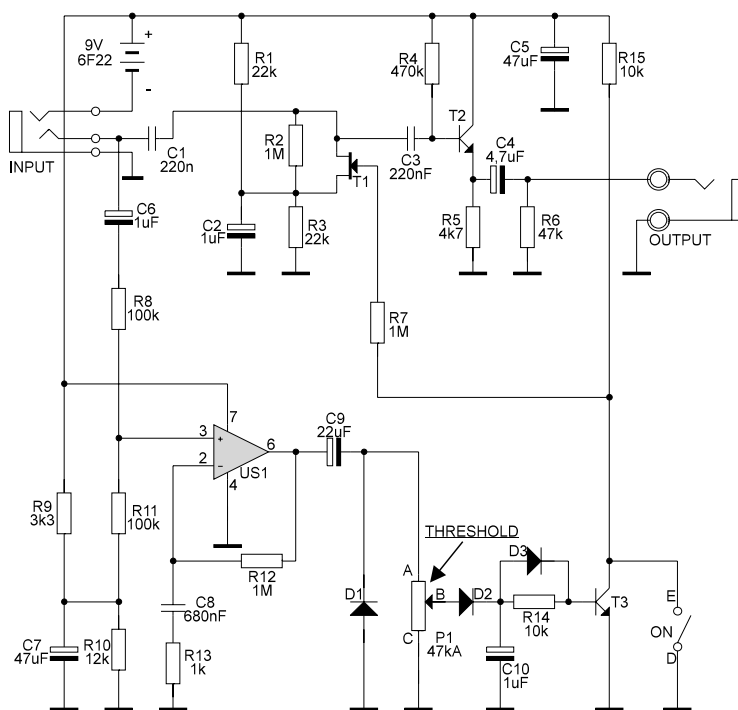 9V
6F22
+
-
INPUT
C1
220n
R1
22k
R2
1M
T1
C2
1uF
R3
22k
R4
470k
C3
220nF
T2
C4
4,7uF
R5
4k7
R6
47k
C5
47uF
R15
10k
OUTPUT
C6
1uF
R8
100k
R7
1M
7
3
+
2
-
6
4
US1
C9
22uF
R9
3k3
R11
100k
R12
1M
C8
680nF
R13
1k
C7
47uF
R10
12k
D1
THRESHOLD
A
B
C
P1
47kA
D2
D3
R14
10k
C10
1uF
T3
E
ON
D